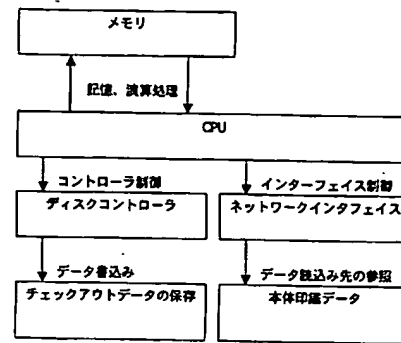 メモリ
記憶、演算処理
CPU
コントローラ制御
インターフェイス制御
ディスクコントローラ
ネットワークインタフェイス
データ書込み
データ読込み先の参照
チェックアウトデータの保存
本体印鑑データ